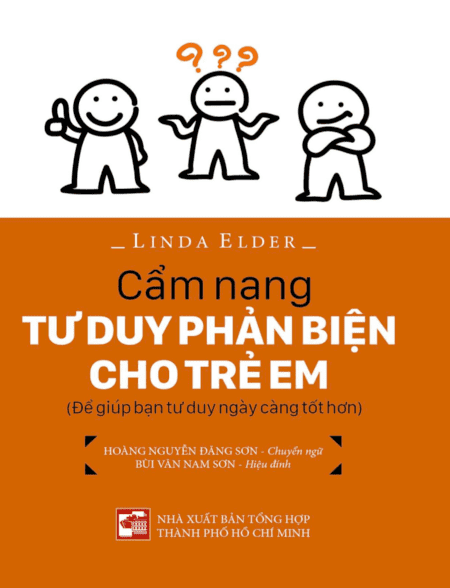 ? ? ?
_ LINDA ELDER _
Cẩm nang
TƯ DUY PHẢN BIỆN
CHO TRẺ EM
(Để giúp bạn tư duy ngày càng tốt hơn)
HOÀNG NGUYỄN ĐĂNG SƠN - Chuyển ngữ
BÙI VĂN NAM SƠN - Hiệu đính
NHÀ XUẤT BẢN TỔNG HỢP
THÀNH PHỐ HỒ CHÍ MINH